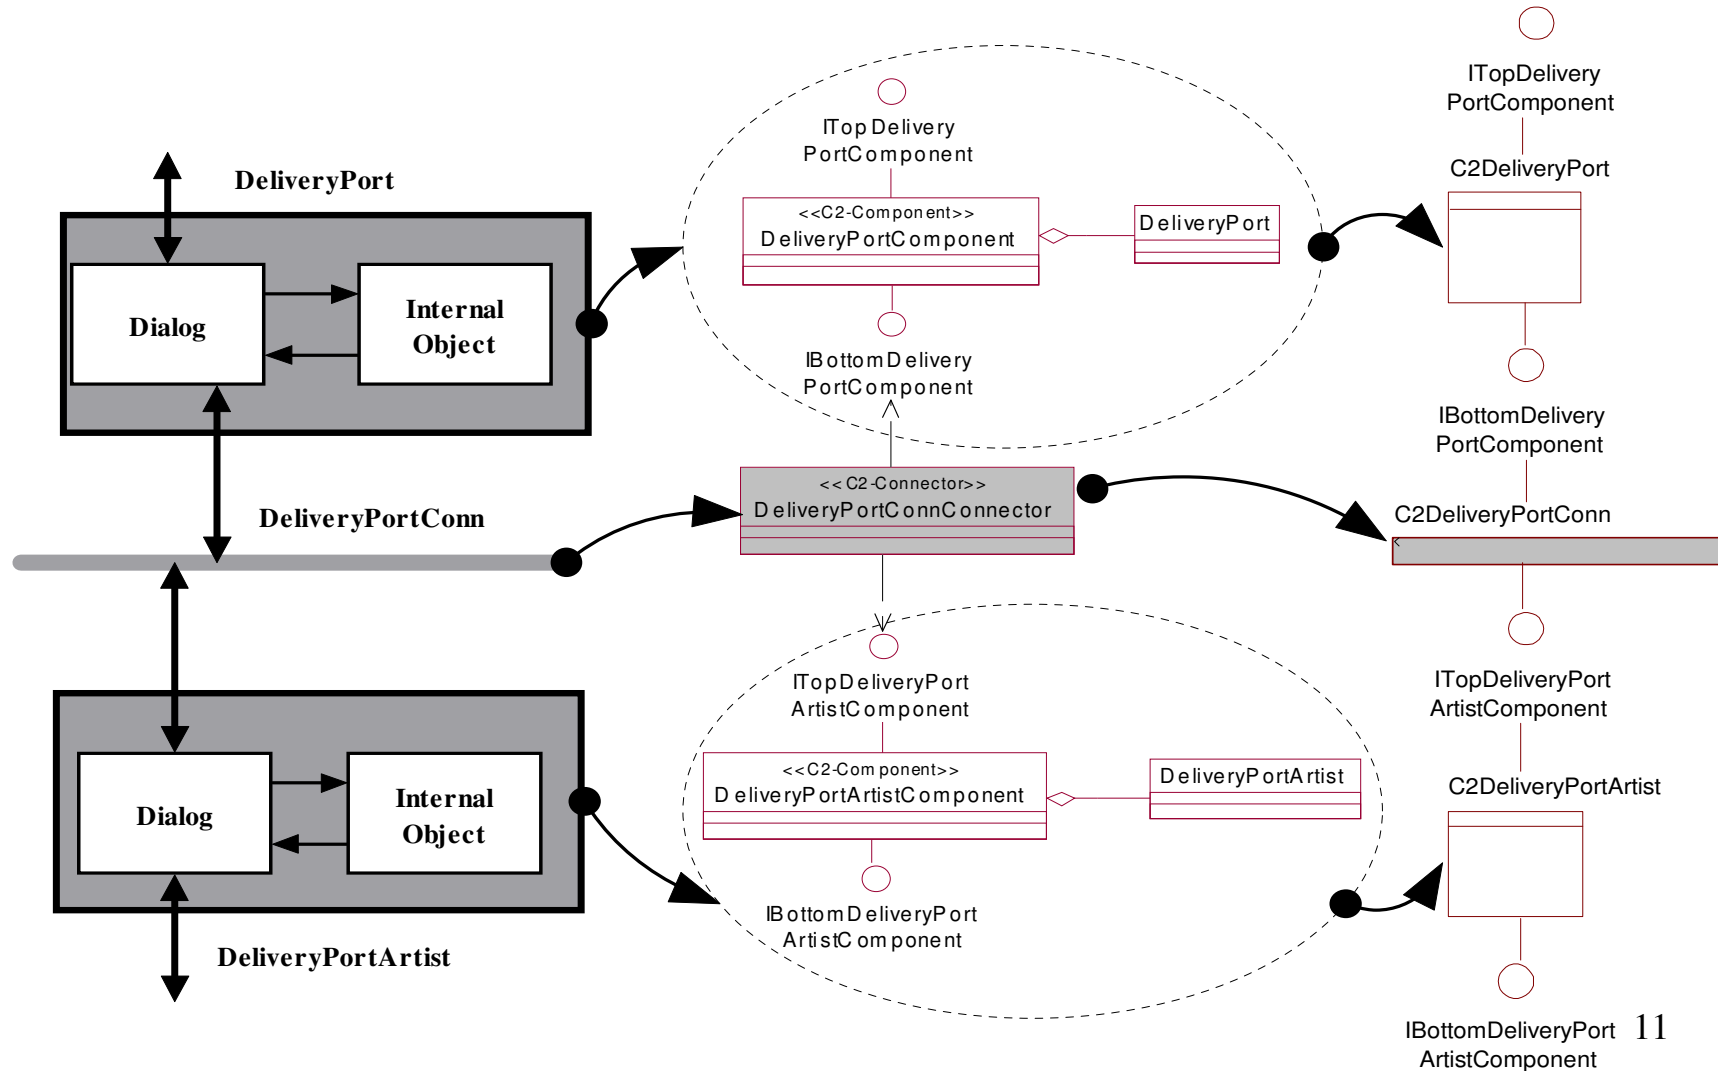 DeliveryPort
Dialog
Internal
Object
DeliveryPortConn
Dialog
Internal
Object
DeliveryPortArtist
ITopDelivery
PortComponent
<<C2-Component>>
DeliveryPortComponent
DeliveryPort
IBottomDelivery
PortComponent
<<C2-Connector>>
DeliveryPortConnConnector
ITopDeliveryPort
ArtistComponent
<<C2-Component>>
DeliveryPortArtistComponent
DeliveryPortArtist
IBottomDeliveryPort
ArtistComponent
ITopDelivery
PortComponent
C2DeliveryPort
IBottomDelivery
PortComponent
C2DeliveryPortConn
ITopDeliveryPort
ArtistComponent
C2DeliveryPortArtist
IBottomDeliveryPort
ArtistComponent
11